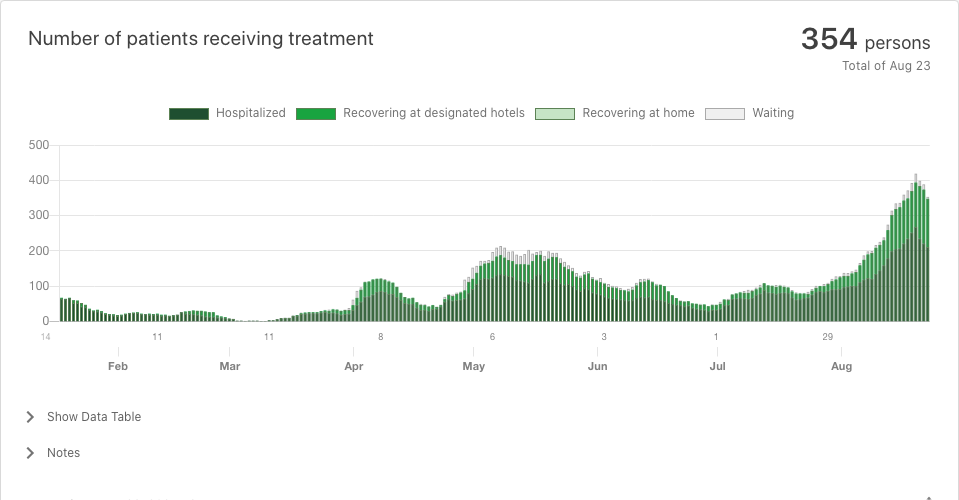 Number of patients receiving treatment
354 persons
Total of Aug 23
Hospitalized Recovering at designated hotels Recovering at home Waiting
500
400
300
200
100
0
14 11 11 8 6 3 1 29
Feb Mar Apr May Jun Jul Aug
Show Data Table
Notes